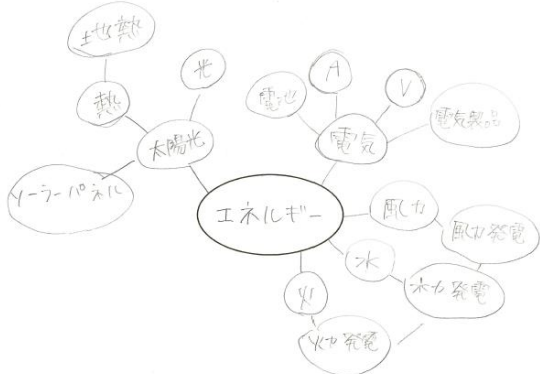 地熱
光
熱
太陽光
ソーラーパネル
電池
A
V
電気
電気製品
エネルギー
風力
風力発電
水
水力発電
火
火力発電